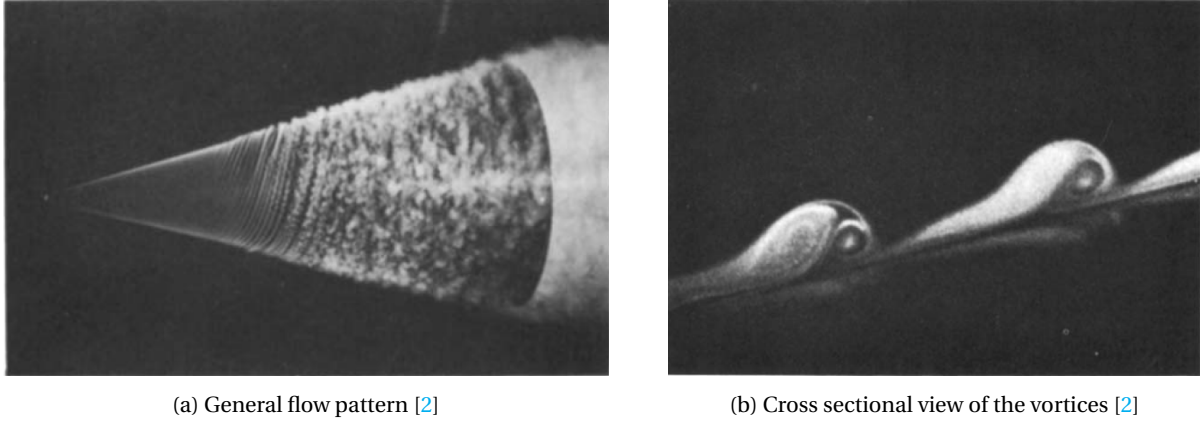 (a) General flow pattern [2]
(b) Cross sectional view of the vortices [2]